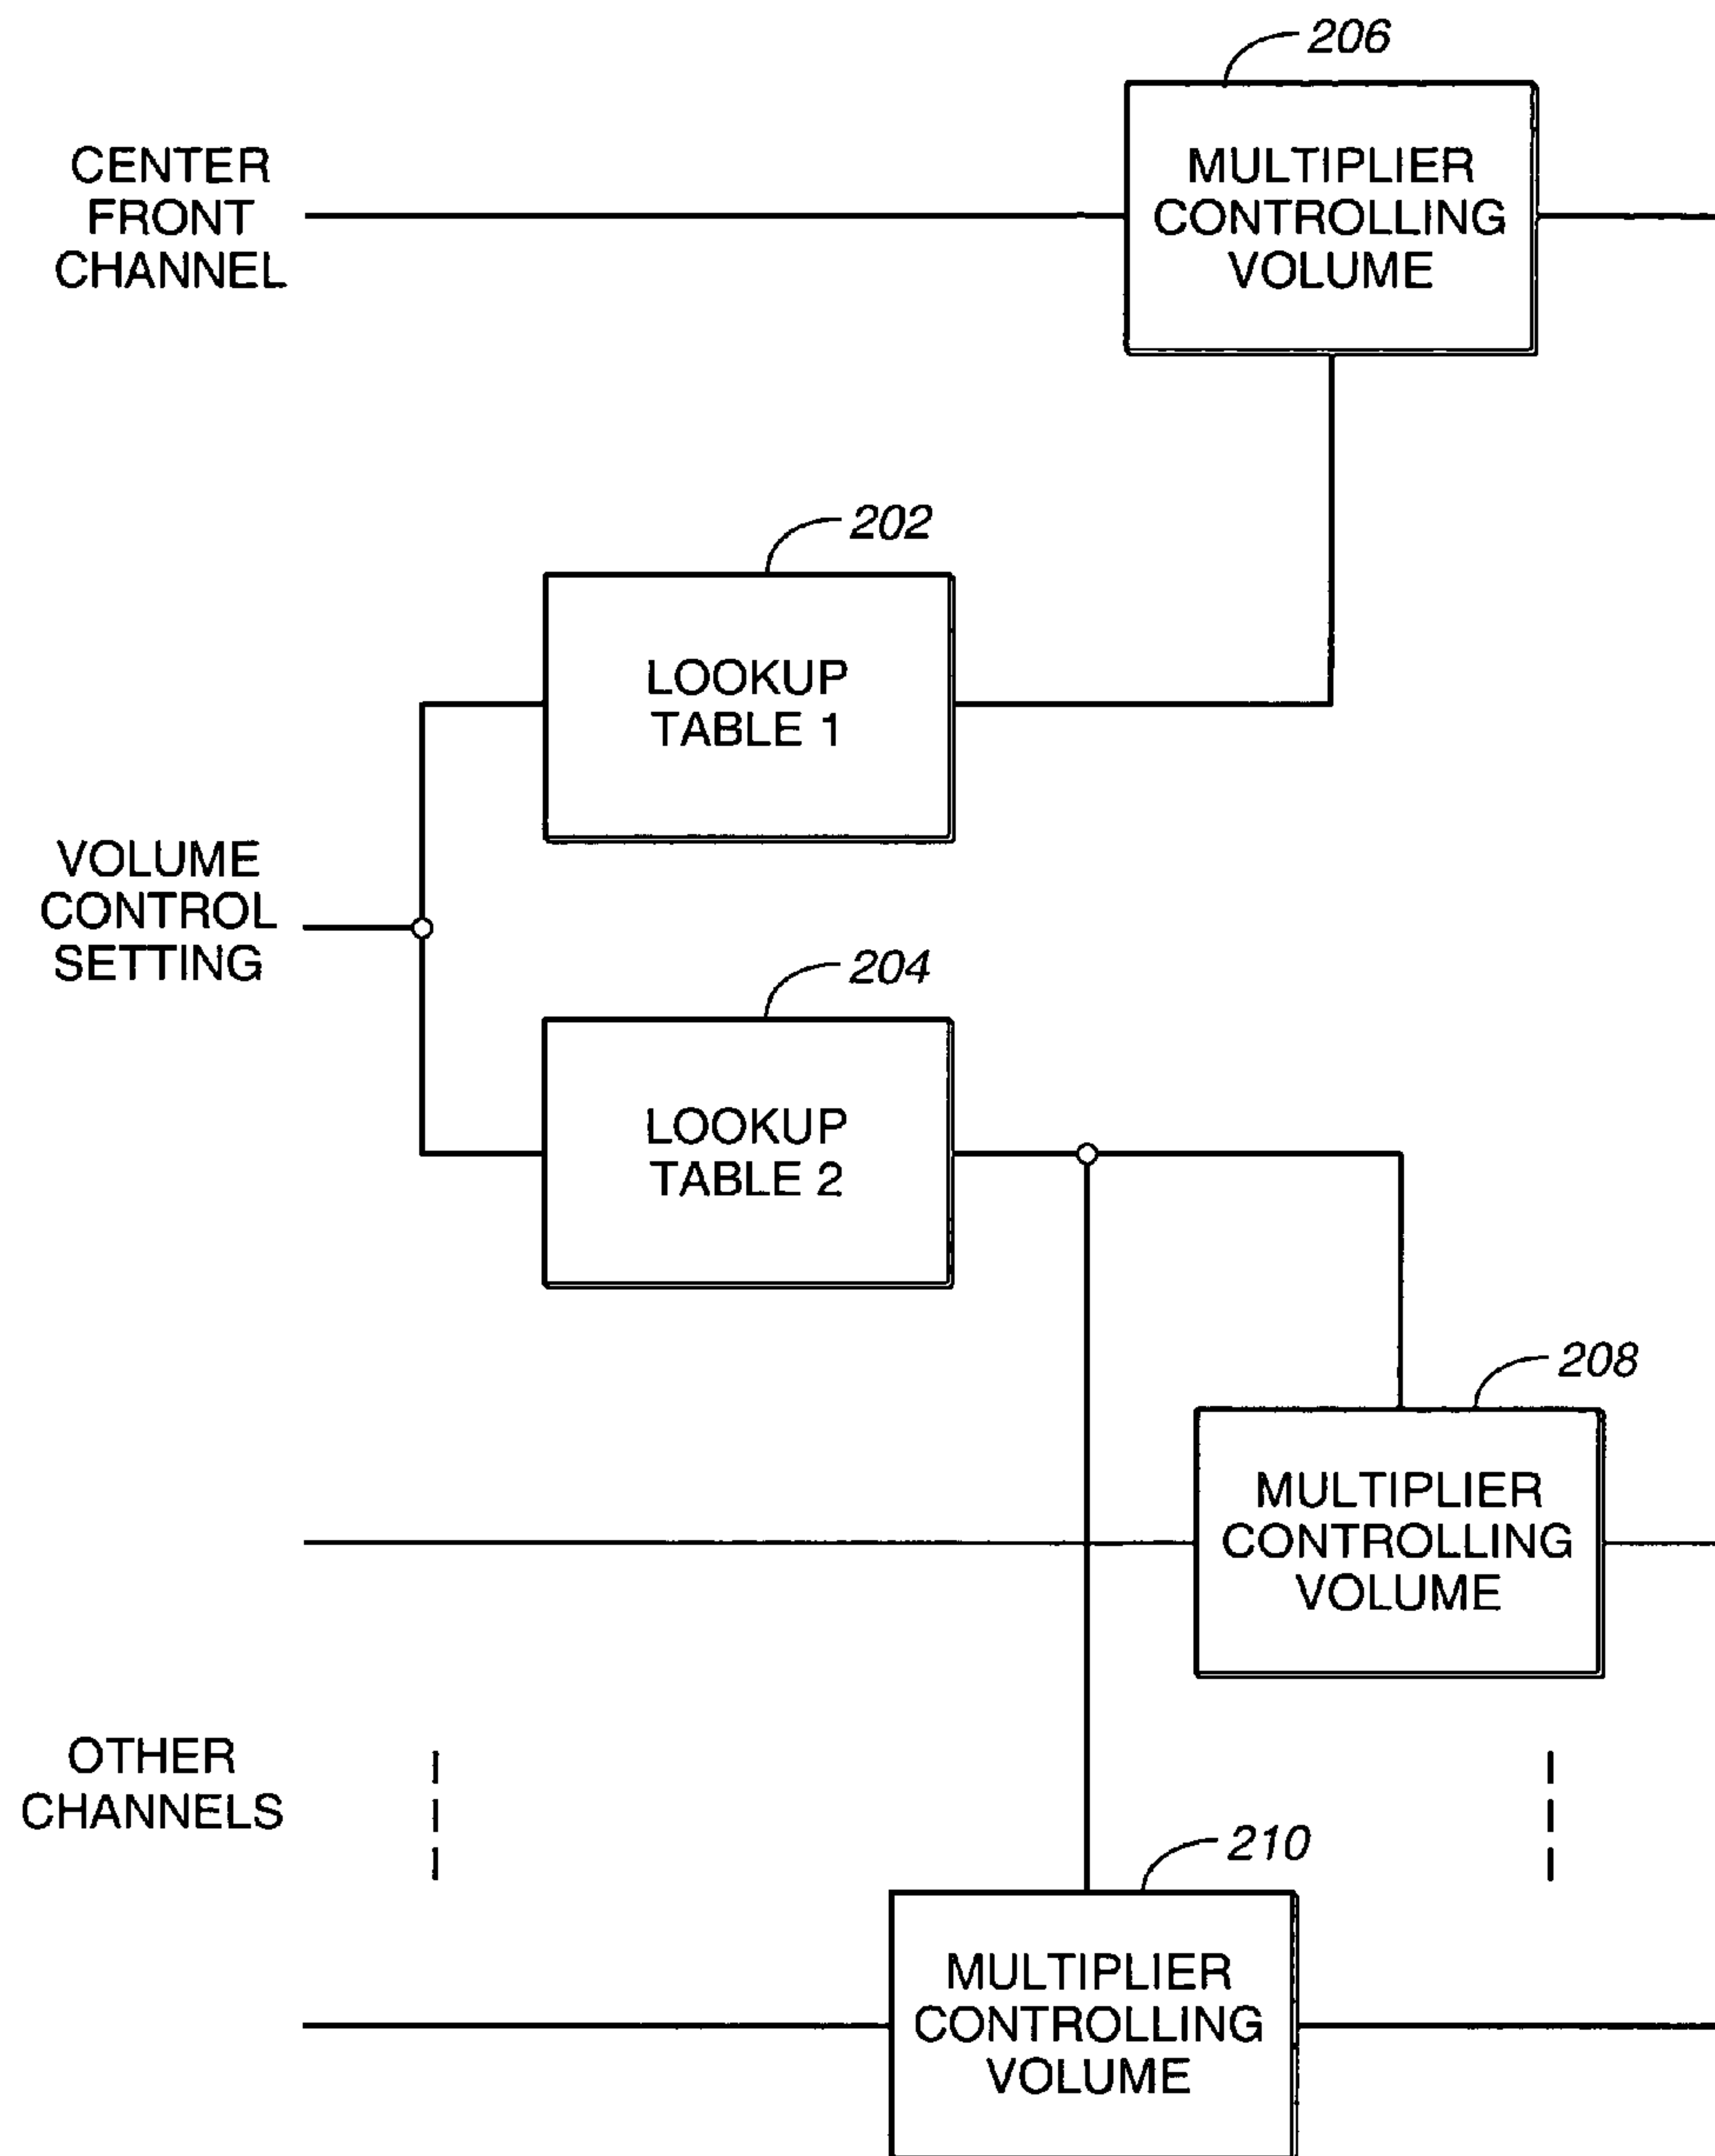 206
CENTER
FRONT
CHANNEL
MULTIPLIER
CONTROLLING
VOLUME
202
LOOKUP
TABLE 1
VOLUME
CONTROL
SETTING
204
LOOKUP
TABLE 2
208
MULTIPLIER
CONTROLLING
VOLUME
OTHER
CHANNELS
210
MULTIPLIER
CONTROLLING
VOLUME